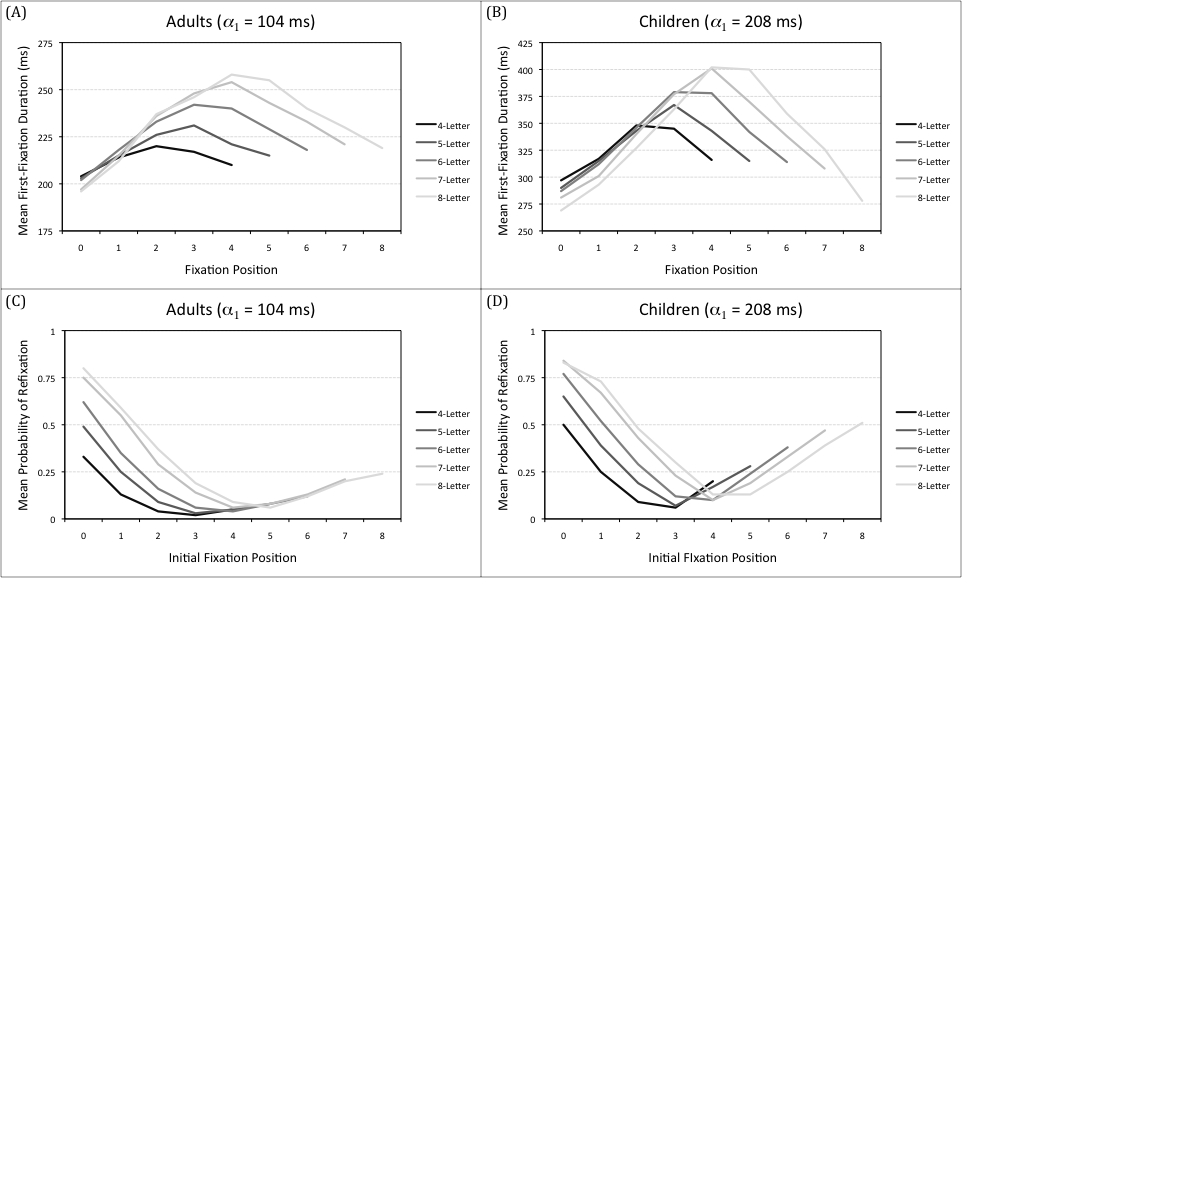 (A)
Adults (α1 = 104 ms)
Mean First-Fixation Duration (ms)
275
250
225
200
175
0 1 2 3 4 5 6 7 8
Fixation Position
4-Letter
5-Letter
6-Letter
7-Letter
8-Letter
(B)
Children (α1 = 208 ms)
Mean First-Fixation Duration (ms)
425
400
375
350
325
300
275
250
0 1 2 3 4 5 6 7 8
Fixation Position
4-Letter
5-Letter
6-Letter
7-Letter
8-Letter
(C)
Adults (α1 = 104 ms)
Mean Probability of Refixation
1
0.75
0.5
0.25
0
0 1 2 3 4 5 6 7 8
Initial Fixation Position
4-Letter
5-Letter
6-Letter
7-Letter
8-Letter
(D)
Children (α1 = 208 ms)
Mean Probability of Refixation
1
0.75
0.5
0.25
0
0 1 2 3 4 5 6 7 8
Initial FIxation Position
4-Letter
5-Letter
6-Letter
7-Letter
8-Letter